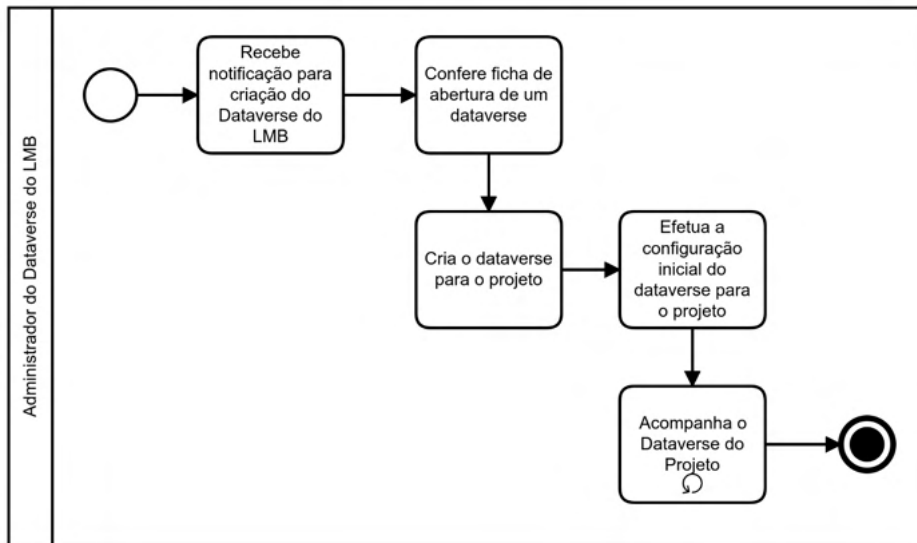 Administrador do Dataverse do LMB
Recebe
notificação para
criação do
Dataverse do
LMB
Confere ficha de
abertura de um
dataverse
Cria o dataverse
para o projeto
Efetua a
configuração
inicial do
dataverse para
o projeto
Acompanha o
Dataverse do
Projeto